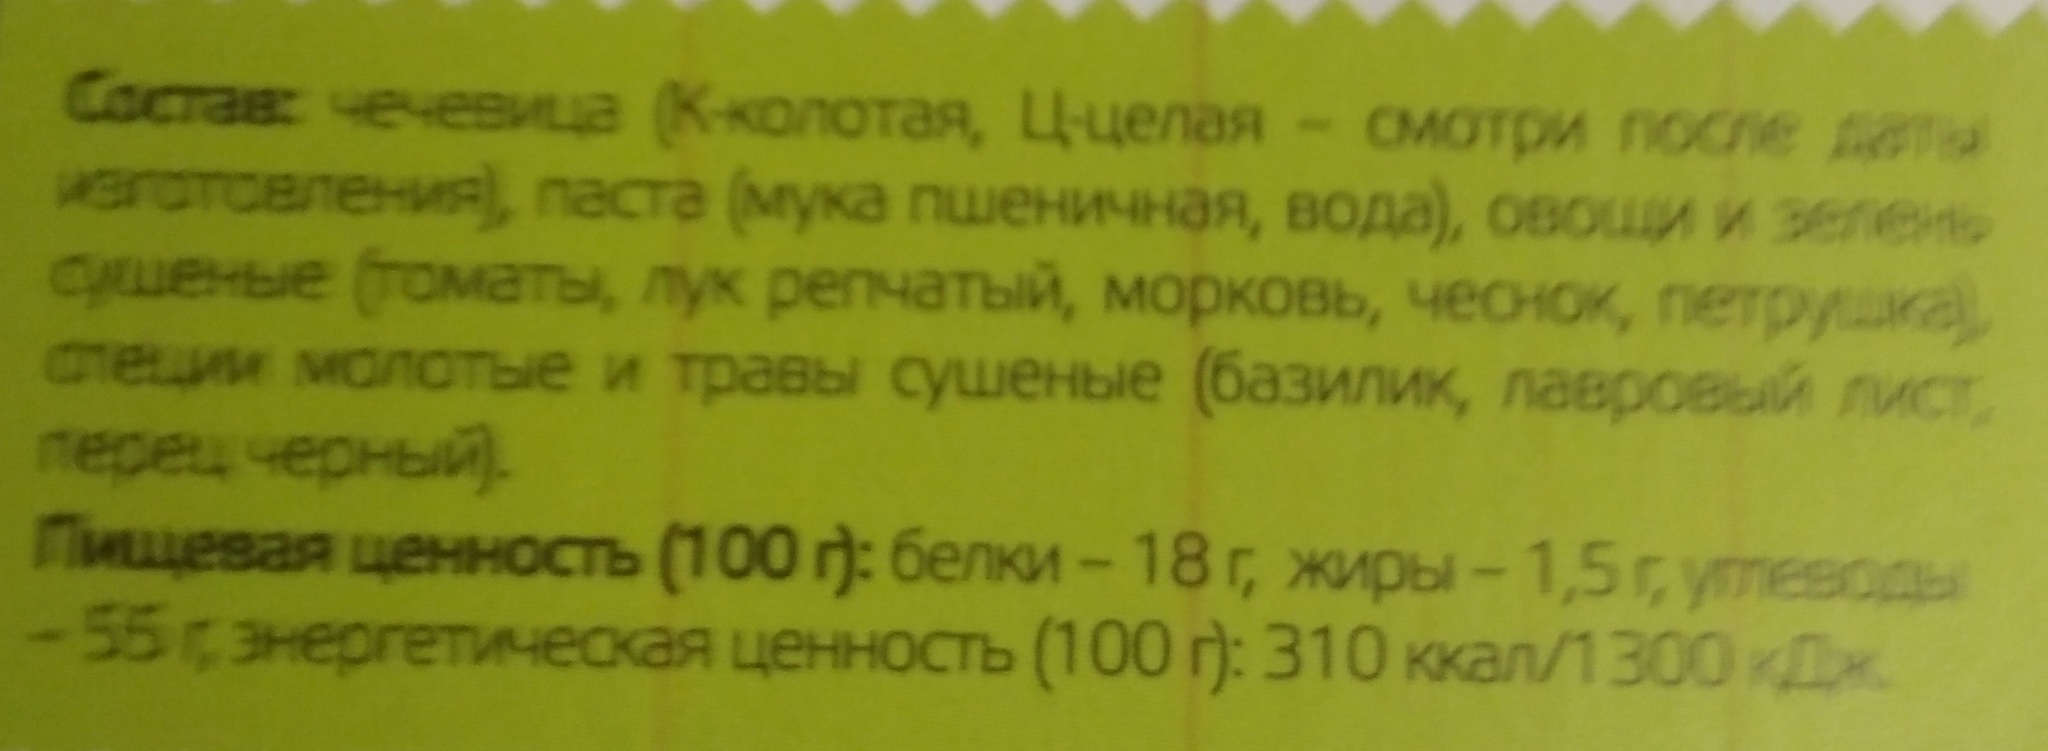 Состав: чечевица (К-колотая, Ц-целая – смотри после даты
изготовления), паста (мука пшеничная, вода), овощи и зелень
сушеные (томаты, лук репчатый, морковь, чеснок, петрушка),
специи молотые и травы сушеные (базилик, лавровый лист,
перец черный).
Пищевая ценность (100 г): белки – 18 г, жиры – 1,5 г, углеводы
– 55 г, энергетическая ценность (100 г): 310 ккал/1300 кДж.